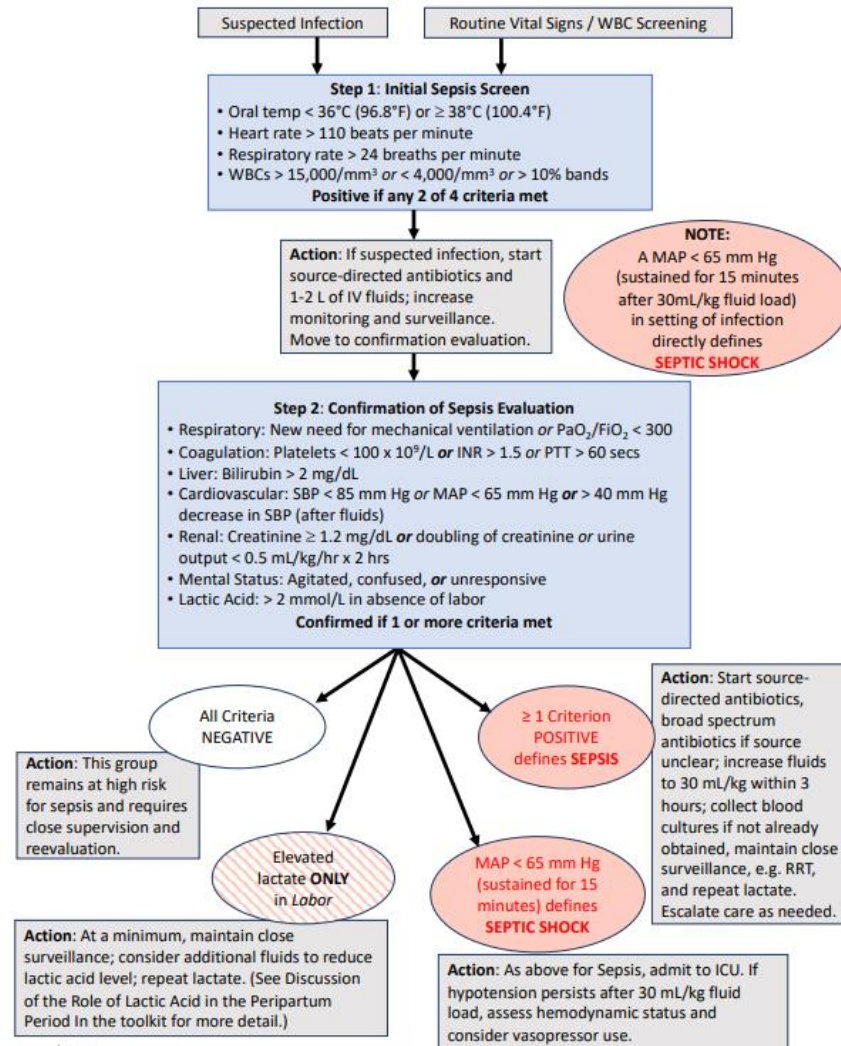 Suspected Infection
Routine Vital Signs / WBC Screening
Step 1: Initial Sepsis Screen
• Oral temp < 36°C (96.8°F) or ≥ 38°C (100.4°F)
• Heart rate > 110 beats per minute
• Respiratory rate > 24 breaths per minute
• WBCs > 15,000/mm³ or < 4,000/mm³ or > 10% bands
Positive if any 2 of 4 criteria met
Action: If suspected infection, start
source-directed antibiotics and
1-2 L of IV fluids; increase
monitoring and surveillance.
Move to confirmation evaluation.
NOTE:
A MAP < 65 mm Hg
(sustained for 15 minutes
after 30mL/kg fluid load)
in setting of infection
directly defines
SEPTIC SHOCK
Step 2: Confirmation of Sepsis Evaluation
• Respiratory: New need for mechanical ventilation or PaO₂/FiO₂ < 300
• Coagulation: Platelets < 100 x 10⁹/L or INR > 1.5 or PTT > 60 secs
• Liver: Bilirubin > 2 mg/dL
• Cardiovascular: SBP < 85 mm Hg or MAP < 65 mm Hg or > 40 mm Hg
decrease in SBP (after fluids)
• Renal: Creatinine ≥ 1.2 mg/dL or doubling of creatinine or urine
output < 0.5 mL/kg/hr x 2 hrs
• Mental Status: Agitated, confused, or unresponsive
• Lactic Acid: > 2 mmol/L in absence of labor
Confirmed if 1 or more criteria met
All Criteria
NEGATIVE
Action: This group
remains at high risk
for sepsis and requires
close supervision and
reevaluation.
≥ 1 Criterion
POSITIVE
defines SEPSIS
Action: Start source-
directed antibiotics,
broad spectrum
antibiotics if source
unclear; increase fluids
to 30 mL/kg within 3
hours; collect blood
cultures if not already
obtained, maintain close
surveillance, e.g. RRT,
and repeat lactate.
Escalate care as needed.
Elevated
lactate ONLY
in Labor
Action: At a minimum, maintain close
surveillance; consider additional fluids to reduce
lactic acid level; repeat lactate. (See Discussion
of the Role of Lactic Acid in the Peripartum
Period In the toolkit for more detail.)
MAP < 65 mm Hg
(sustained for 15
minutes) defines
SEPTIC SHOCK
Action: As above for Sepsis, admit to ICU. If
hypotension persists after 30 mL/kg fluid
load, assess hemodynamic status and
consider vasopressor use.